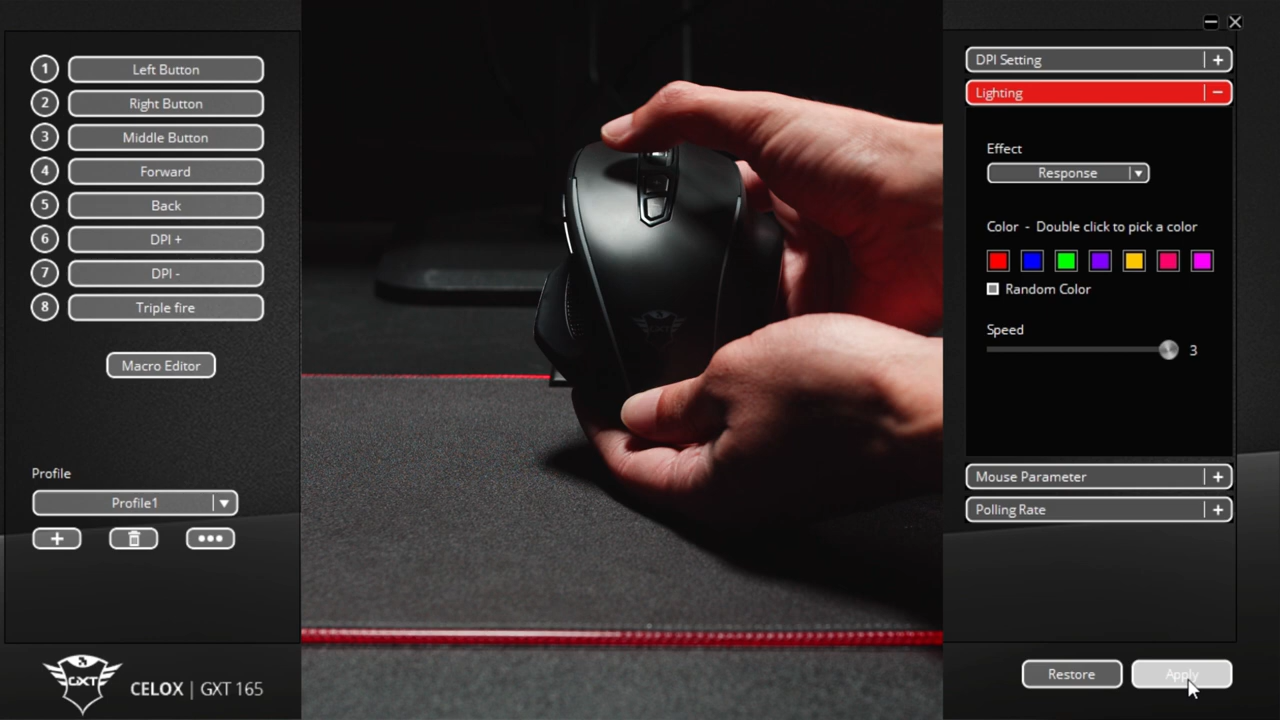 1 Left Button
2 Right Button
3 Middle Button
4 Forward
5 Back
6 DPI +
7 DPI -
8 Triple fire
Macro Editor
Profile
Profile1
GXT
CELOX | GXT 165
GXT
DPI Setting
Lighting
Effect
Response
Color - Double click to pick a color
Random Color
Speed
3
Mouse Parameter
Polling Rate
Restore
Apply